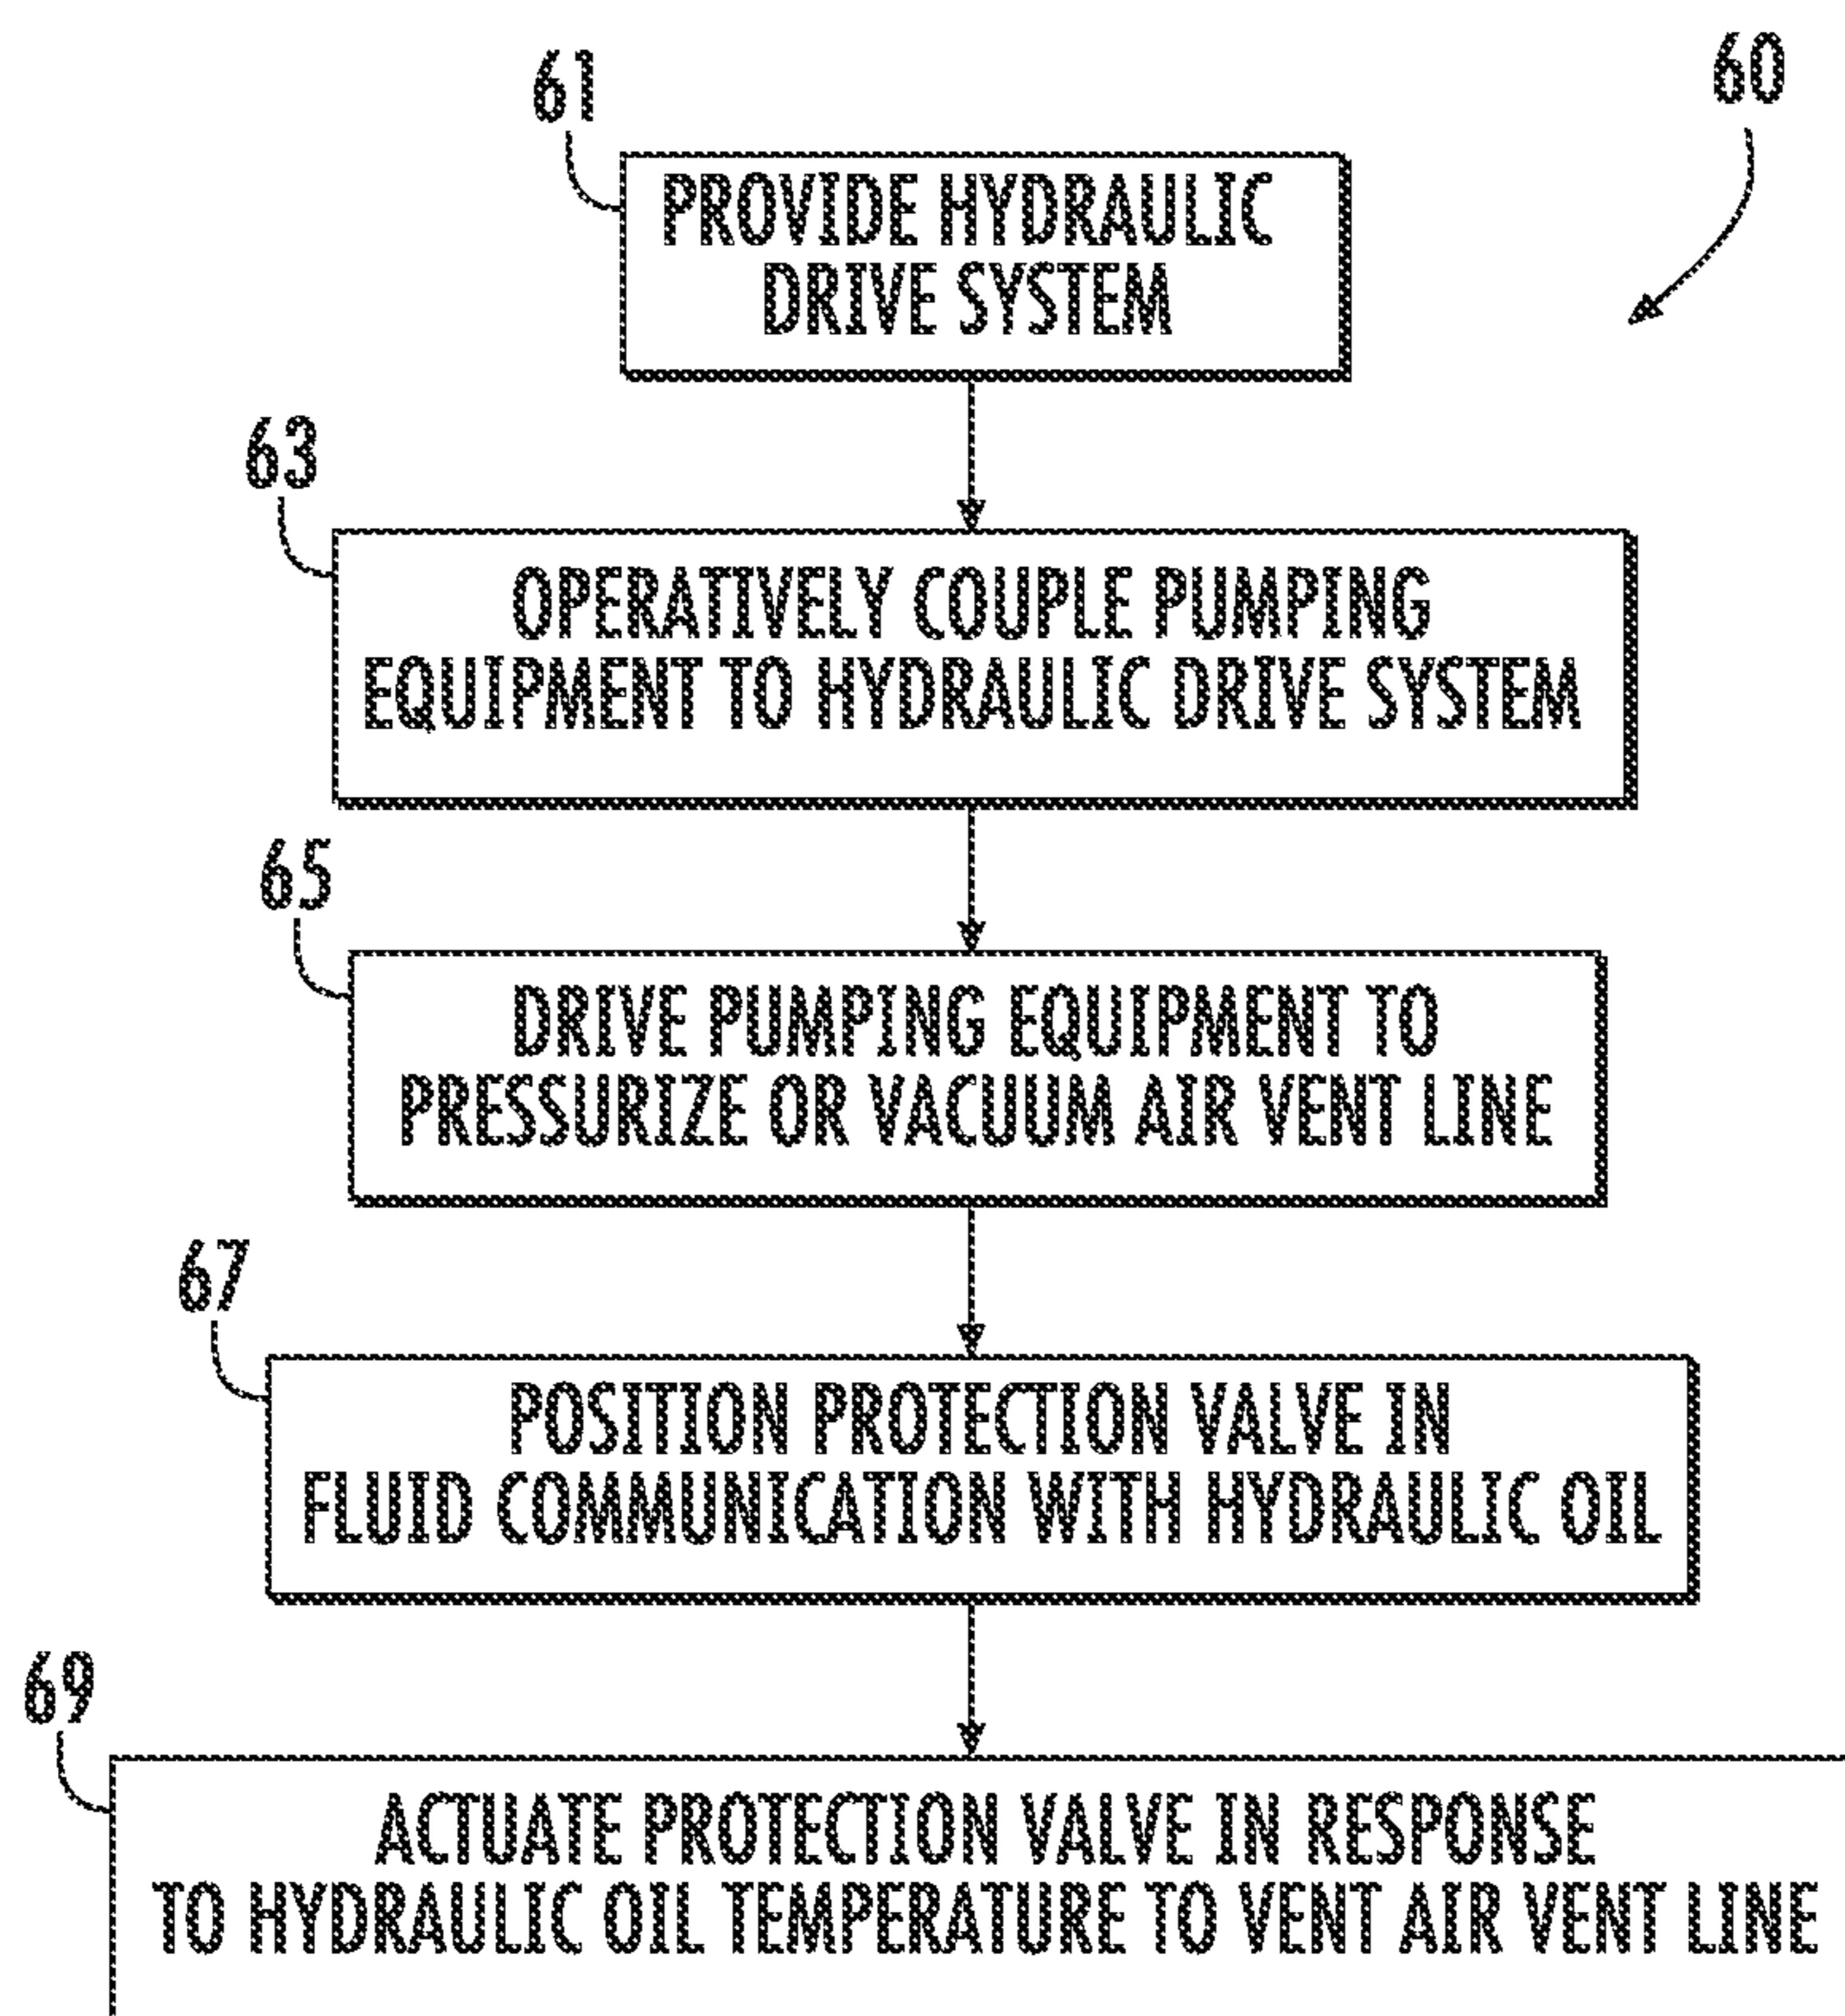 61
60
PROVIDE HYDRAULIC
DRIVE SYSTEM
63
OPERATIVELY COUPLE PUMPING
EQUIPMENT TO HYDRAULIC DRIVE SYSTEM
65
DRIVE PUMPING EQUIPMENT TO
PRESSURIZE OR VACUUM AIR VENT LINE
67
POSITION PROTECTION VALVE IN
FLUID COMMUNICATION WITH HYDRAULIC OIL
69
ACTUATE PROTECTION VALVE IN RESPONSE
TO HYDRAULIC OIL TEMPERATURE TO VENT AIR VENT LINE